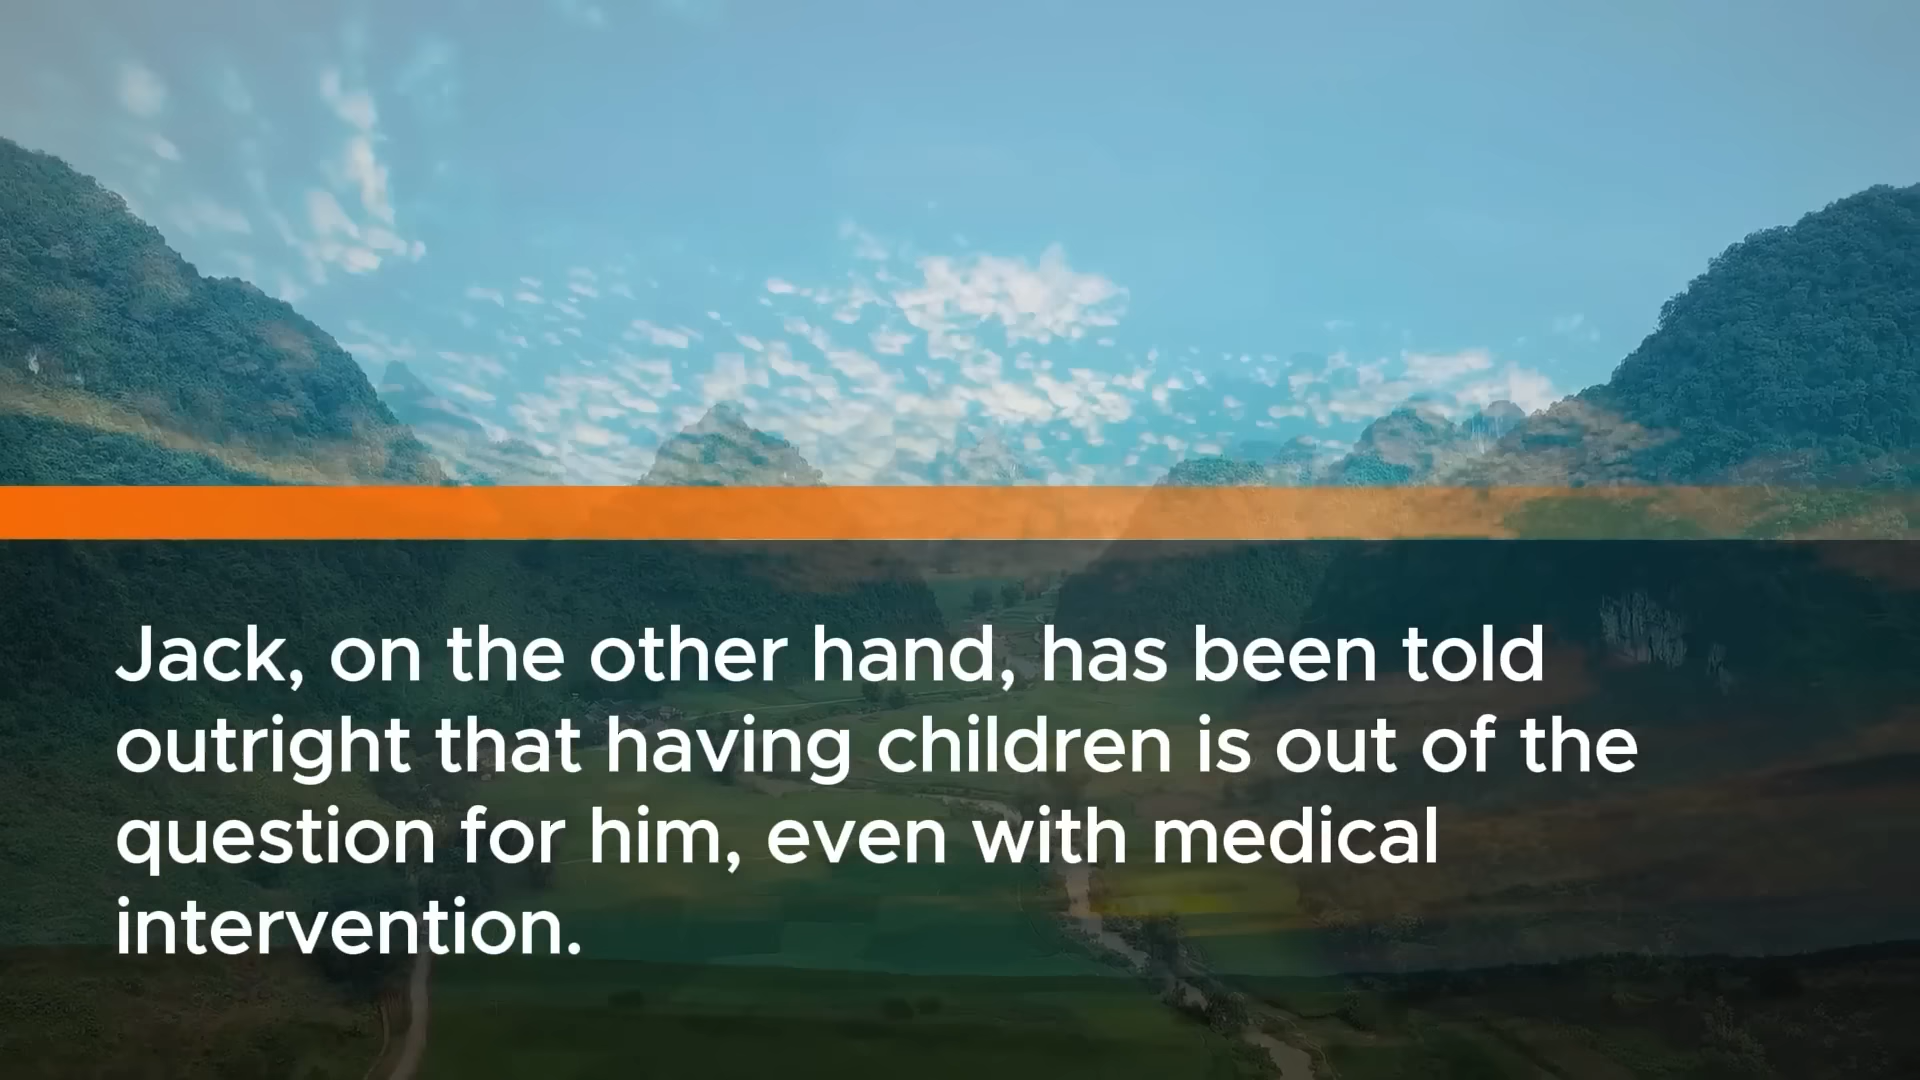 Jack, on the other hand, has been told
outright that having children is out of the
question for him, even with medical
intervention.